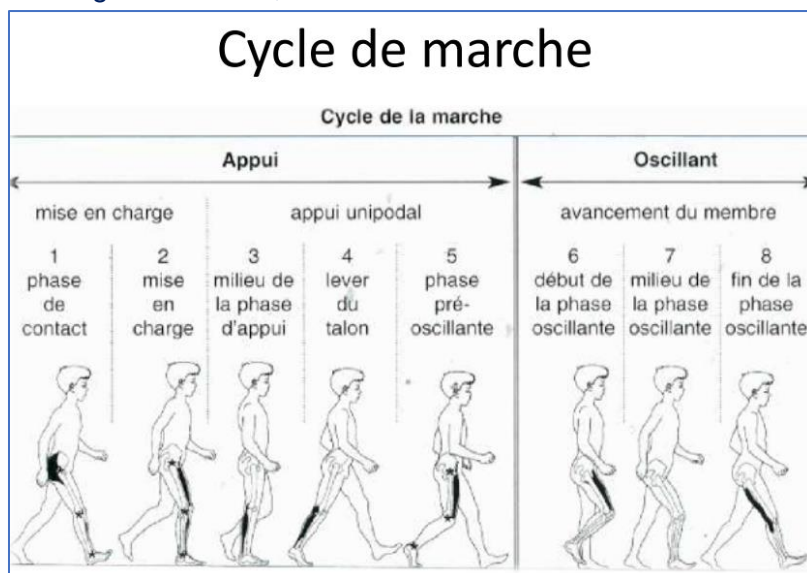 Cycle de marche
Cycle de la marche
Appui
Oscillant
mise en charge
appui unipodal
avancement du membre
1
phase
de
contact
2
mise
en
charge
3
milieu de
la phase
d'appui
4
lever
du
talon
5
phase
pré-
oscillante
6
début de
la phase
oscillante
7
milieu de
la phase
oscillante
8
fin de la
phase
oscillante